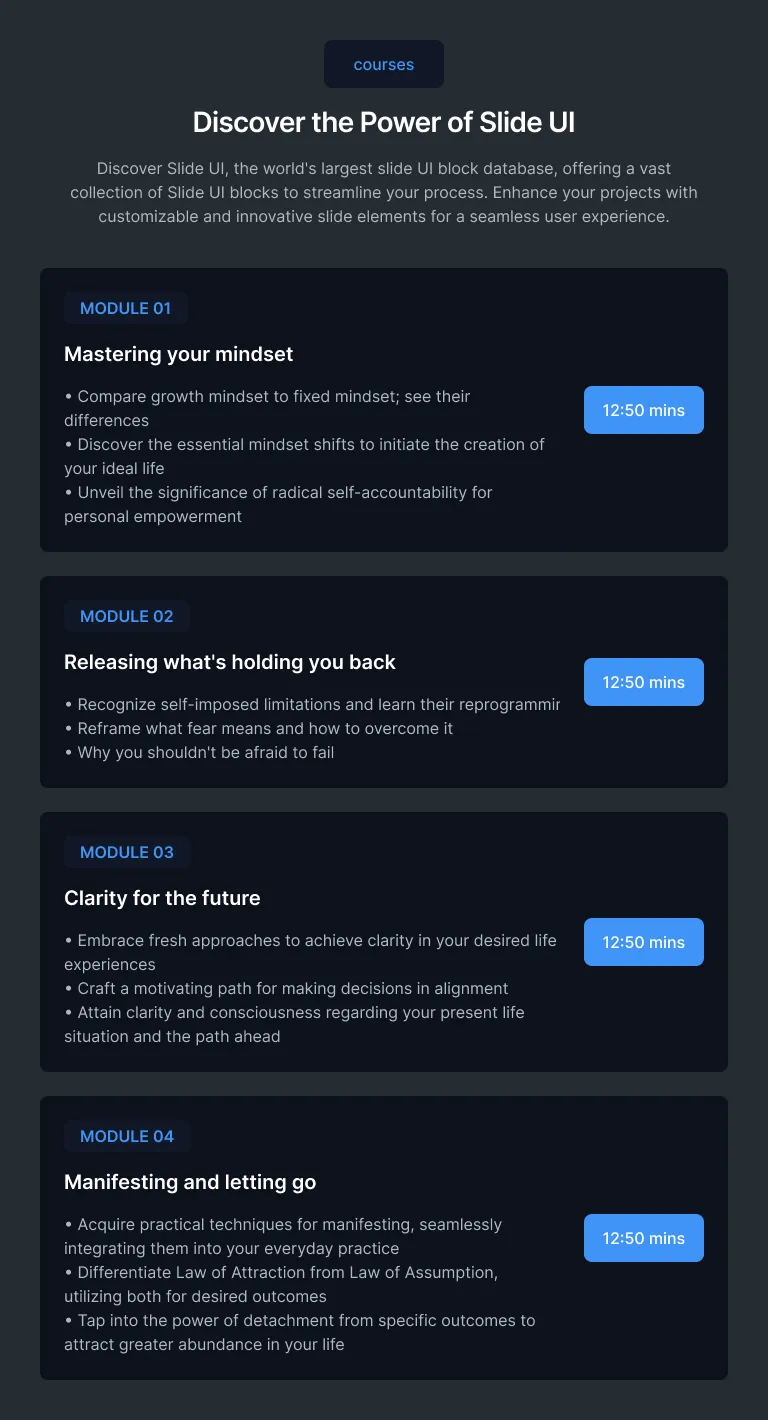 courses
Discover the Power of Slide UI
Discover Slide UI, the world's largest slide UI block database, offering a vast
collection of Slide UI blocks to streamline your process. Enhance your projects with
customizable and innovative slide elements for a seamless user experience.
MODULE 01
Mastering your mindset
• Compare growth mindset to fixed mindset; see their
differences
• Discover the essential mindset shifts to initiate the creation of
your ideal life
• Unveil the significance of radical self-accountability for
personal empowerment
12:50 mins
MODULE 02
Releasing what's holding you back
• Recognize self-imposed limitations and learn their
• Reframe what fear means and how to overcome it
• Why you shouldn't be afraid to fail
12:50 mins
MODULE 03
Clarity for the future
• Embrace fresh approaches to achieve clarity in your desired life
experiences
• Craft a motivating path for making decisions in alignment
• Attain clarity and consciousness regarding your present life
situation and the path ahead
12:50 mins
MODULE 04
Manifesting and letting go
• Acquire practical techniques for manifesting, seamlessly
integrating them into your everyday practice
• Differentiate Law of Attraction from Law of Assumption,
utilizing both for desired outcomes
• Tap into the power of detachment from specific outcomes to
attract greater abundance in your life
12:50 mins